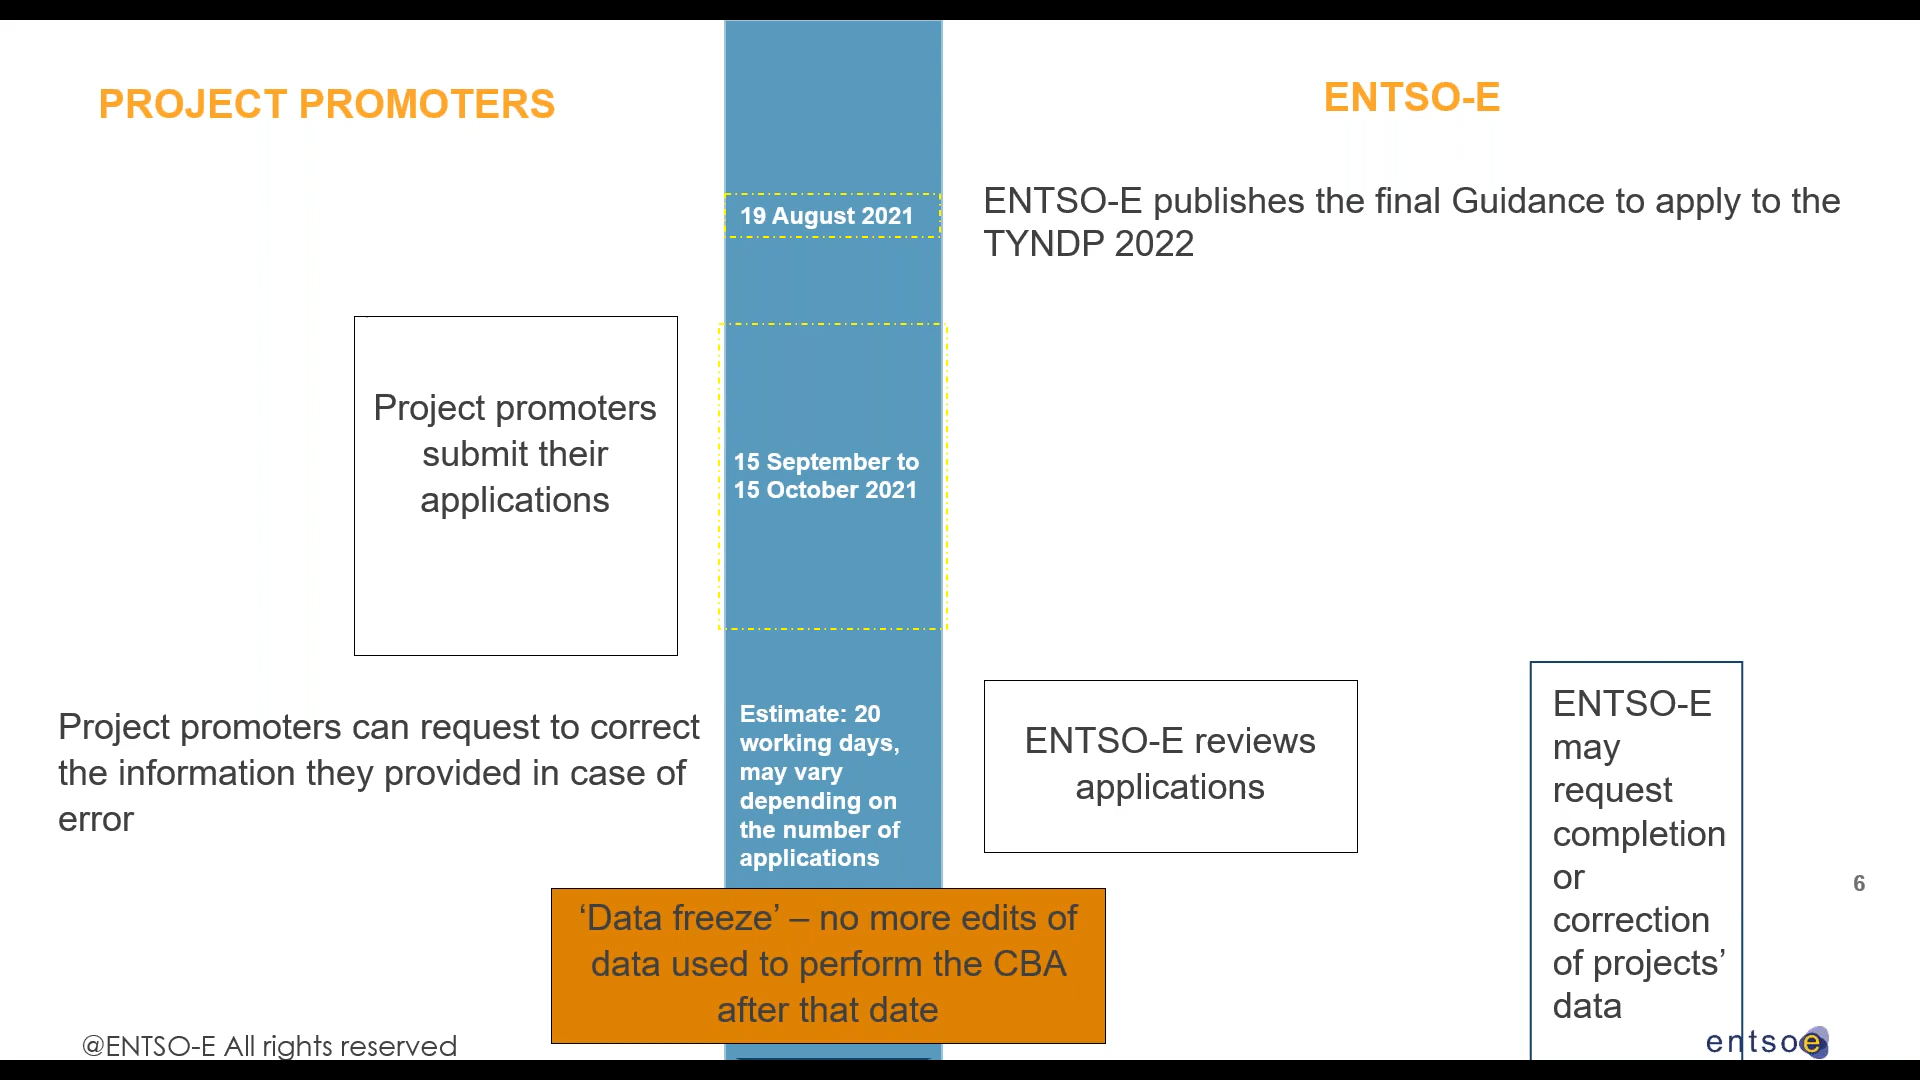 PROJECT PROMOTERS
ENTSO-E
19 August 2021
ENTSO-E publishes the final Guidance to apply to the
TYNDP 2022
Project promoters
submit their
applications
15 September to
15 October 2021
Project promoters can request to correct
the information they provided in case of
error
Estimate: 20
working days,
may vary
depending on
the number of
applications
ENTSO-E reviews
applications
ENTSO-E
may
request
completion
or
correction
of projects’
data
6
‘Data freeze’ – no more edits of
data used to perform the CBA
after that date
@ENTSO-E All rights reserved
entsoe